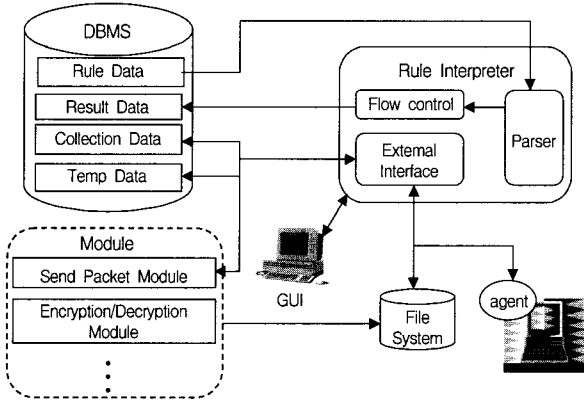 DBMS
Rule Data
Result Data
Collection Data
Temp Data
Rule Interpreter
Flow control
Parser
External
Interface
Module
Send Packet Module
Encryption/Decryption
Module
GUI
File
System
agent